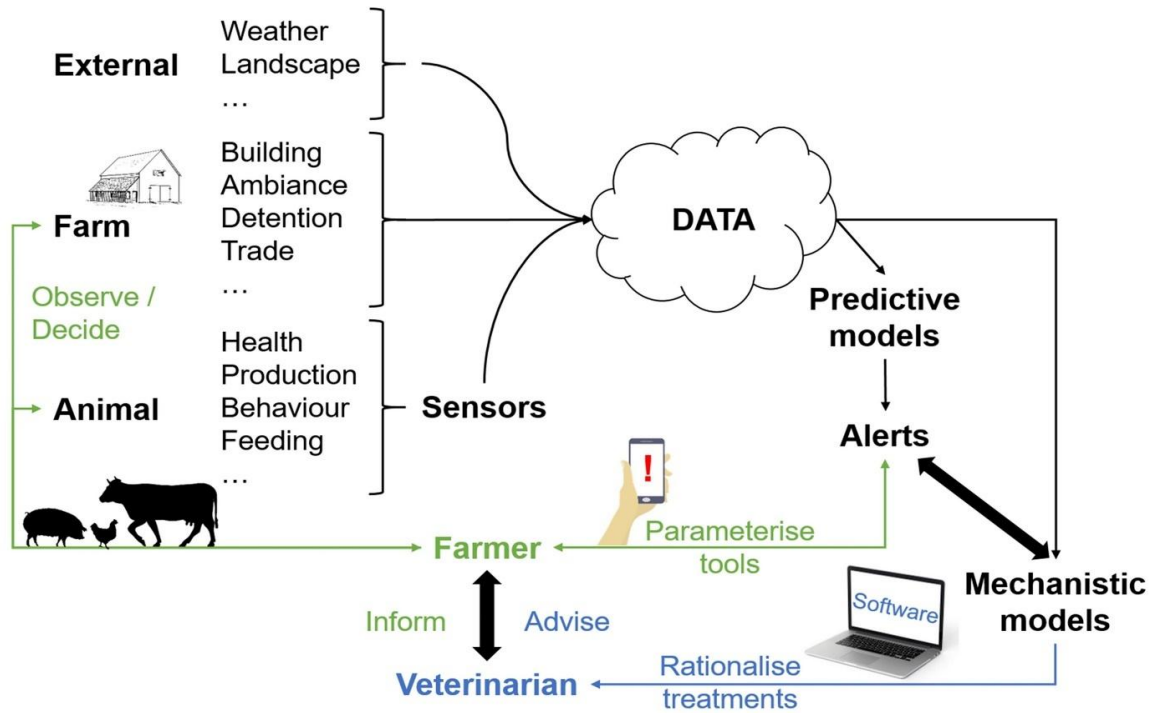 External
Weather
Landscape
…
Farm
Building
Ambiance
Detention
Trade
…
Observe /
Decide
Animal
Health
Production
Behaviour
Feeding
…
Sensors
DATA
Predictive
models
Alerts
!
Parameterise
tools
Farmer
Mechanistic
models
Software
Inform
Advise
Veterinarian
Rationalise
treatments